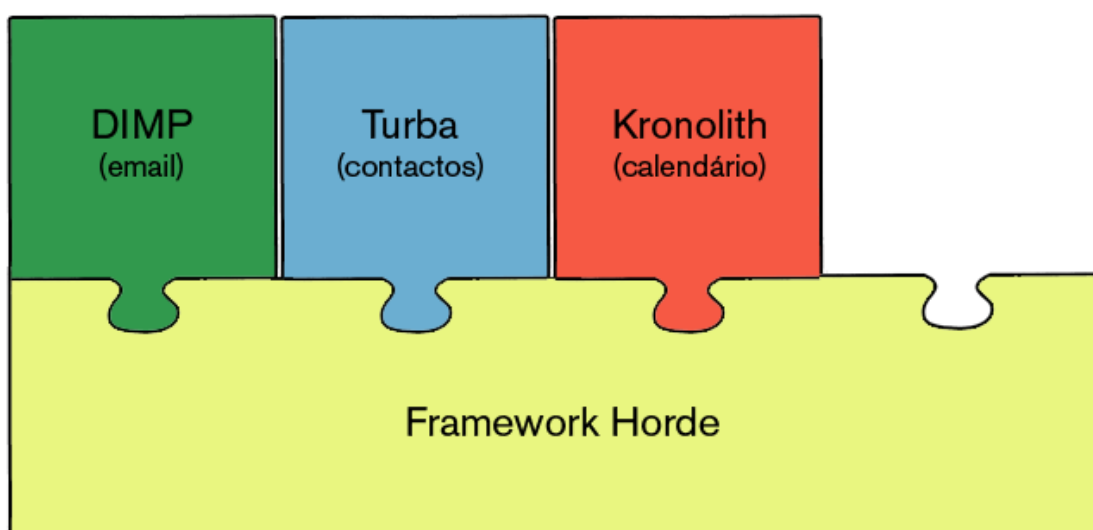 DIMP
(email)
Turba
(contactos)
Kronolith
(calendário)
Framework Horde